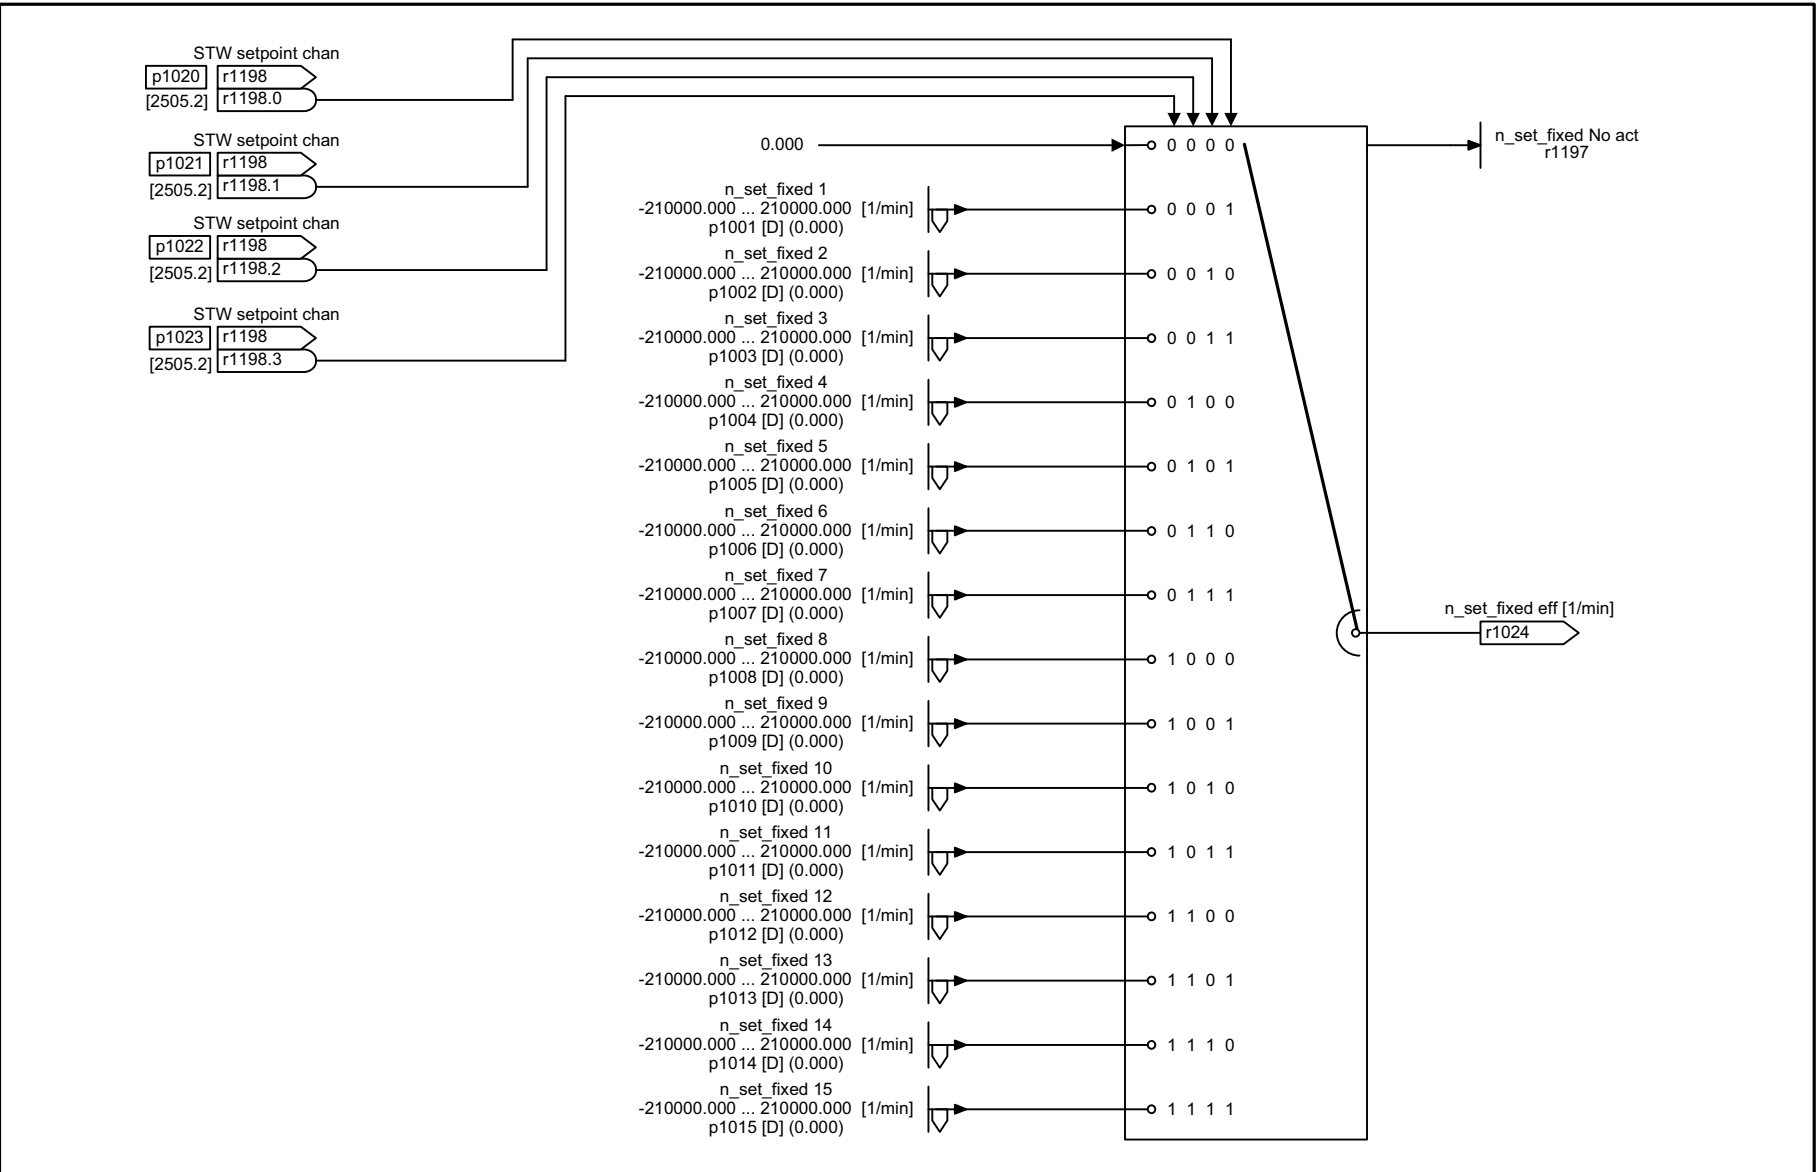 STW setpoint chan
p1020 r1198
[2505.2] r1198.0
STW setpoint chan
p1021 r1198
[2505.2] r1198.1
STW setpoint chan
p1022 r1198
[2505.2] r1198.2
STW setpoint chan
p1023 r1198
[2505.2] r1198.3
0.000
0 0 0 0
n_set_fixed No act
r1197
n_set_fixed 1
-210000.000 ... 210000.000 [1/min]
p1001 [D] (0.000)
0 0 0 1
n_set_fixed 2
-210000.000 ... 210000.000 [1/min]
p1002 [D] (0.000)
0 0 1 0
n_set_fixed 3
-210000.000 ... 210000.000 [1/min]
p1003 [D] (0.000)
0 0 1 1
n_set_fixed 4
-210000.000 ... 210000.000 [1/min]
p1004 [D] (0.000)
0 1 0 0
n_set_fixed 5
-210000.000 ... 210000.000 [1/min]
p1005 [D] (0.000)
0 1 0 1
n_set_fixed 6
-210000.000 ... 210000.000 [1/min]
p1006 [D] (0.000)
0 1 1 0
n_set_fixed 7
-210000.000 ... 210000.000 [1/min]
p1007 [D] (0.000)
0 1 1 1
n_set_fixed eff [1/min]
r1024
n_set_fixed 8
-210000.000 ... 210000.000 [1/min]
p1008 [D] (0.000)
1 0 0 0
n_set_fixed 9
-210000.000 ... 210000.000 [1/min]
p1009 [D] (0.000)
1 0 0 1
n_set_fixed 10
-210000.000 ... 210000.000 [1/min]
p1010 [D] (0.000)
1 0 1 0
n_set_fixed 11
-210000.000 ... 210000.000 [1/min]
p1011 [D] (0.000)
1 0 1 1
n_set_fixed 12
-210000.000 ... 210000.000 [1/min]
p1012 [D] (0.000)
1 1 0 0
n_set_fixed 13
-210000.000 ... 210000.000 [1/min]
p1013 [D] (0.000)
1 1 0 1
n_set_fixed 14
-210000.000 ... 210000.000 [1/min]
p1014 [D] (0.000)
1 1 1 0
n_set_fixed 15
-210000.000 ... 210000.000 [1/min]
p1015 [D] (0.000)
1 1 1 1